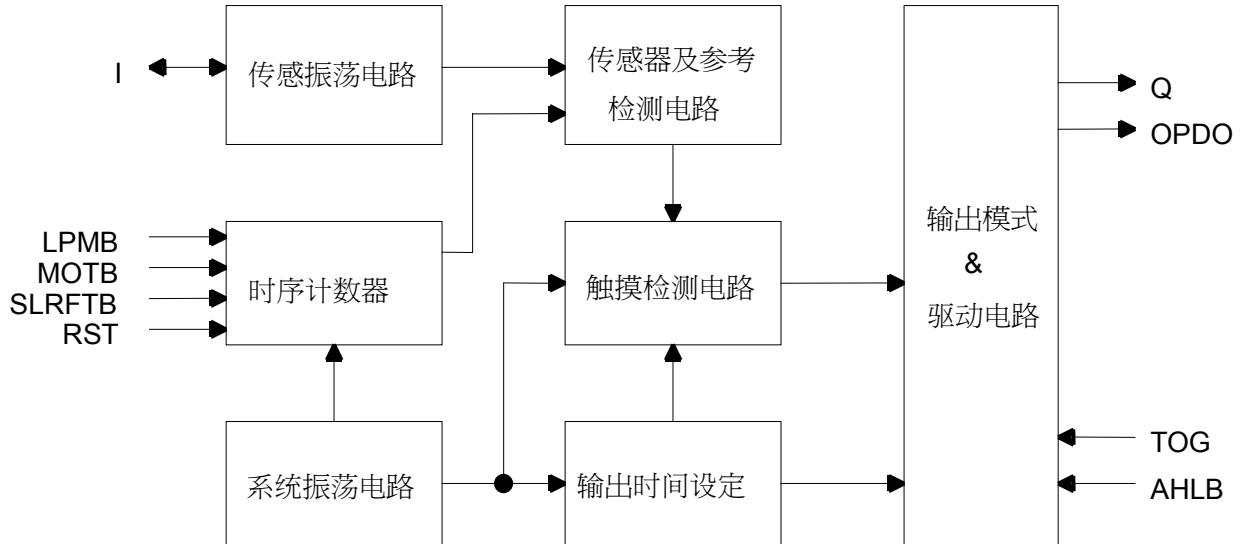 I
传感振荡电路
传感器及参考
检测电路
Q
OPDO
LPMB
MOTB
SLRFTB
RST
时序计数器
触摸检测电路
输出模式
&
驱动电路
系统振荡电路
输出时间设定
TOG
AHLB